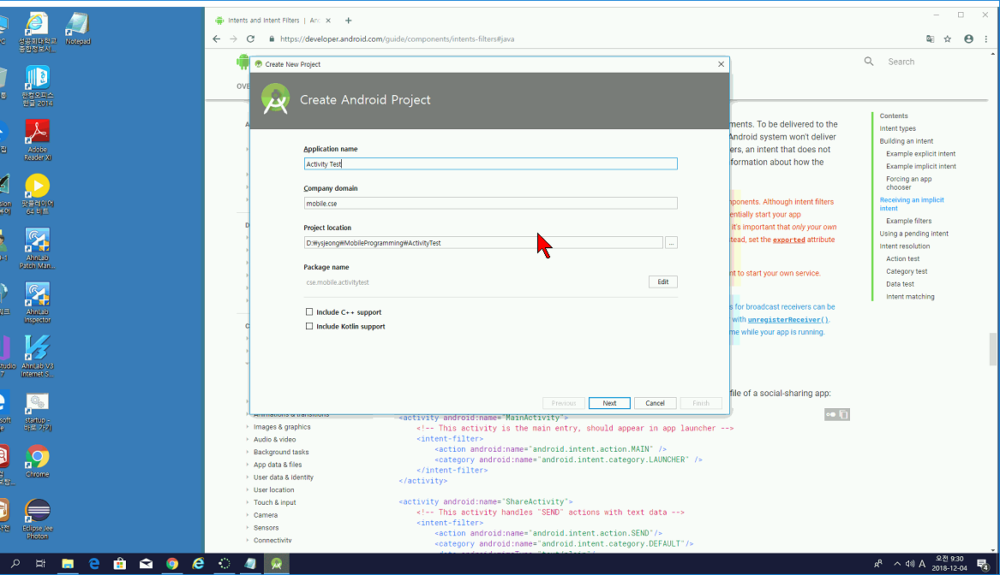 Intents and Intent Filters | An
https://developer.android.com/guide/components/intents-filters#java
Search
OVE
Create New Project
Create Android Project
Application name
Activity Test
Company domain
mobile.cse
Project location
D:￦ysjeong￦MobileProgramming￦ActivityTest
...
Package name
cse.mobile.activitytest
Edit
Include C++ support
Include Kotlin support
Previous
Next
Cancel
Finish
ments. To be delivered to the
Android system won't deliver
ers, an intent that does not
formation about how the
ponents. Although intent filters
entially start your app
it's important that only your own
stead, set the exported attribute
nt to start your own service.
s for broadcast receivers can be
with unregisterReceiver().
me while your app is running.
file of a social-sharing app:
Contents
Intent types
Building an intent
Example explicit intent
Example implicit intent
Forcing an app
chooser
Receiving an implicit
intent
Example filters
Using a pending intent
Intent resolution
Action test
Category test
Data test
Intent matching
Animations & transitions
Images & graphics
Audio & video
Background tasks
App data & files
User data & identity
User location
Touch & input
Camera
Sensors
Connectivity
<activity android:name="MainActivity">
<!-- This activity is the main entry, should appear in app launcher -->
<intent-filter>
<action android:name="android.intent.action.MAIN" />
<category android:name="android.intent.category.LAUNCHER" />
</intent-filter>
</activity>
<activity android:name="ShareActivity">
<!-- This activity handles "SEND" actions with text data -->
<intent-filter>
<action android:name="android.intent.action.SEND"/>
<category android:name="android.intent.category.DEFAULT"/>
PC
성공회대학교
종합정보시...
Notepad
한컴오피스
한글 2014
Adobe
Reader XI
팟플레이어
64 비트
AhnLab
Patch Man...
AhnLab
Inspector
AhnLab V3
Internet S...
startup -
바로 가기
Chrome
Eclipse Jee
Photon
A
오전 9:30
2018-12-04
4